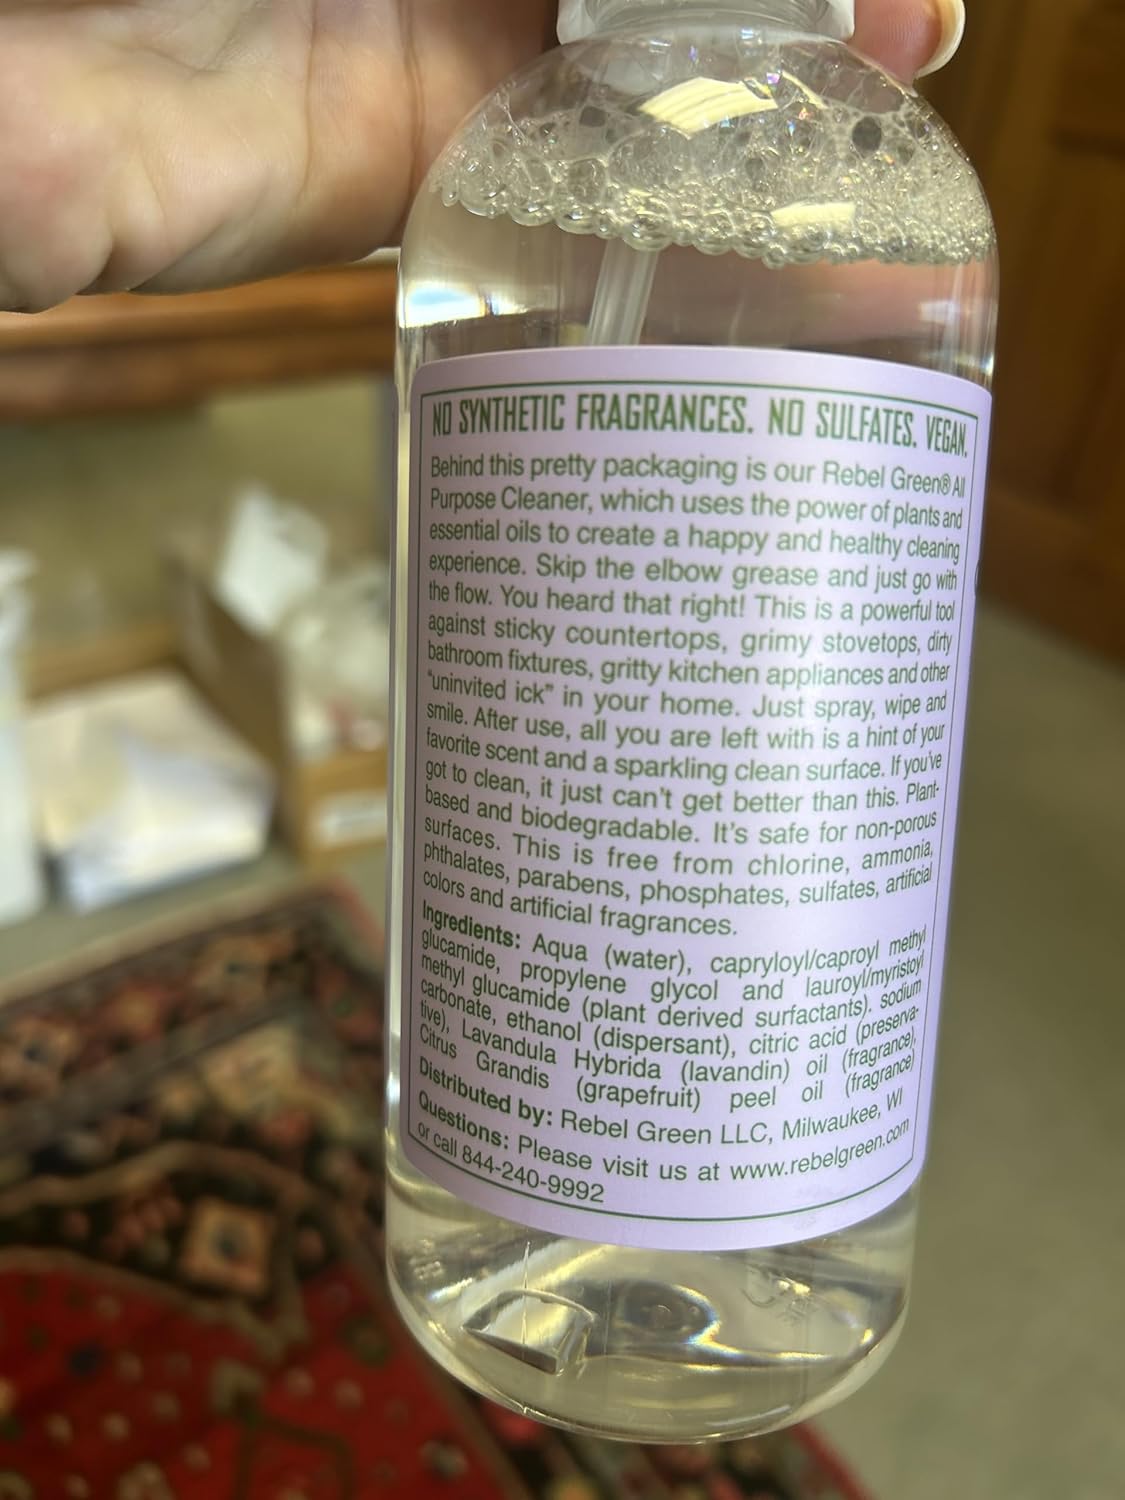 NO SYNTHETIC FRAGRANCES. NO SULFATES. VEGAN.
Behind this pretty packaging is our Rebel Green® All
Purpose Cleaner, which uses the power of plants and
essential oils to create a happy and healthy cleaning
experience. Skip the elbow grease and just go with
the flow. You heard that right! This is a powerful tool
against sticky countertops, grimy stovetops, dirty
bathroom fixtures, gritty kitchen appliances and other
"uninvited ick" in your home. Just spray, wipe and
smile. After use, all you are left with is a hint of your
favorite scent and a sparkling clean surface. If you've
got to clean, it just can't get better than this. Plant-
based and biodegradable. It's safe for non-porous
surfaces. This is free from chlorine, ammonia,
phthalates, parabens, phosphates, sulfates, artificial
colors and artificial fragrances.
Ingredients: Aqua (water), capryloyl/caproyl methyl
glucamide, propylene glycol and lauroyl/myristoyl
methyl glucamide (plant derived surfactants). sodium
carbonate, ethanol (dispersant), citric acid (preserva-
tive), Lavandula Hybrida (lavandin) oil (fragrance),
Citrus Grandis (grapefruit) peel oil (fragrance)
Distributed by: Rebel Green LLC, Milwaukee, WI
Questions: Please visit us at www.rebelgreen.com
or call 844-240-9992